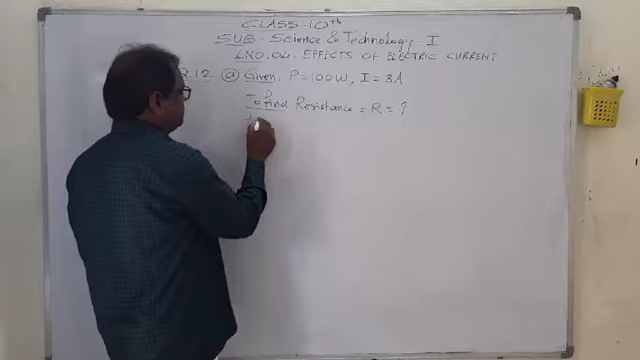 CLASS-10th
SUB - Science & Technology - I
L.NO. 04. EFFECTS OF ELECTRIC CURRENT
Q.12 (a) Given: P = 100W, I = 3A
To find Resistance = R = ?